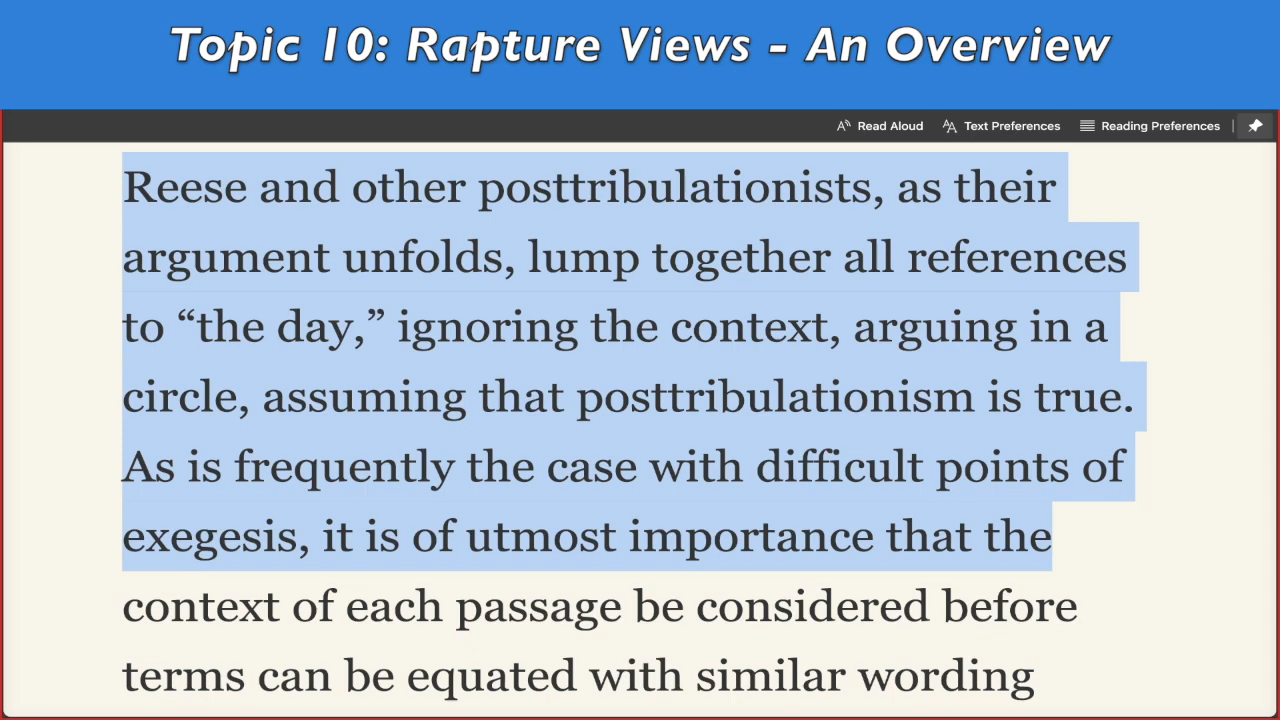 Topic 10: Rapture Views - An Overview
Read Aloud Text Preferences Reading Preferences
Reese and other posttribulationists, as their
argument unfolds, lump together all references
to “the day,” ignoring the context, arguing in a
circle, assuming that posttribulationism is true.
As is frequently the case with difficult points of
exegesis, it is of utmost importance that the
context of each passage be considered before
terms can be equated with similar wording